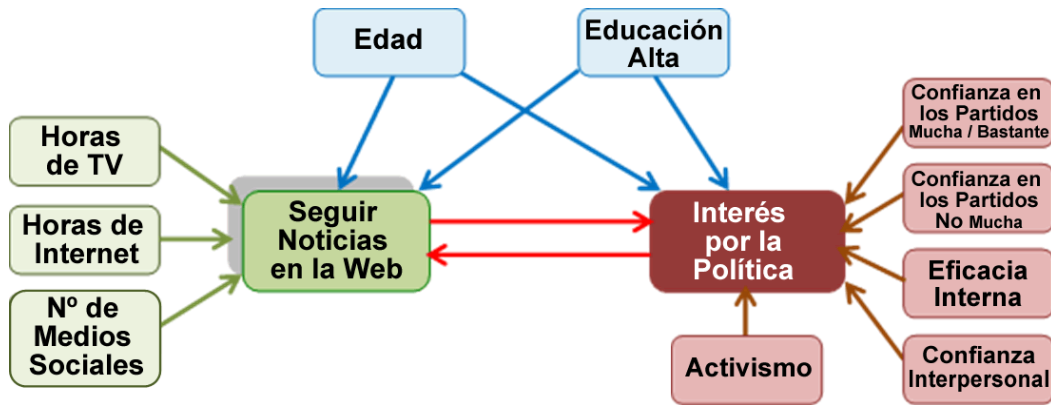 Edad
Educación
Alta
Horas
de TV
Horas de
Internet
Nº de
Medios
Sociales
Seguir
Noticias
en la Web
Interés
por la
Política
Activismo
Confianza en
los Partidos
Mucha / Bastante
Confianza en
los Partidos
No Mucha
Eficacia
Interna
Confianza
Interpersonal